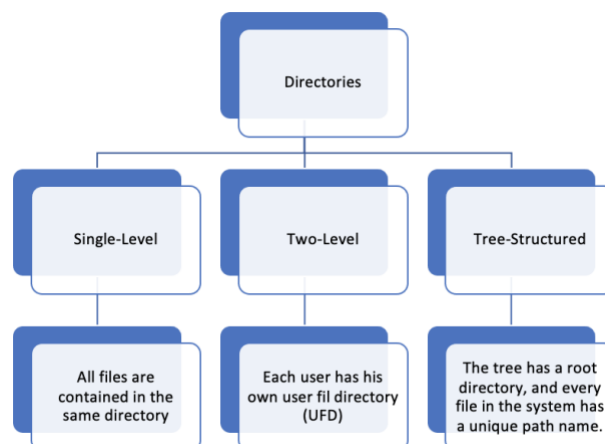 Directories
Single-Level
Two-Level
Tree-Structured
All files are
contained in the
same directory
Each user has his
own user fil directory
(UFD)
The tree has a root
directory, and every
file in the system has
a unique path name.